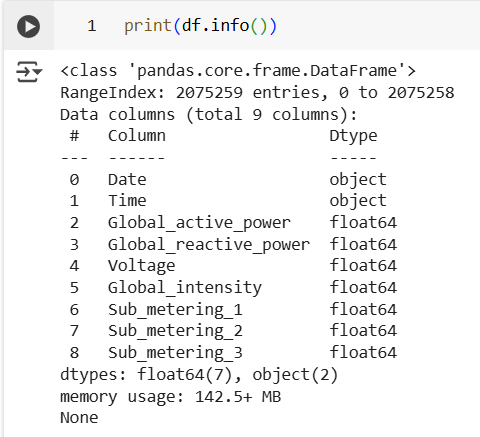 1 print(df.info())
<class 'pandas.core.frame.DataFrame'>
RangeIndex: 2075259 entries, 0 to 2075258
Data columns (total 9 columns):
 #   Column                 Dtype
---  ------                 -----
 0   Date                   object
 1   Time                   object
 2   Global_active_power    float64
 3   Global_reactive_power  float64
 4   Voltage                float64
 5   Global_intensity       float64
 6   Sub_metering_1         float64
 7   Sub_metering_2         float64
 8   Sub_metering_3         float64
dtypes: float64(7), object(2)
memory usage: 142.5+ MB
None